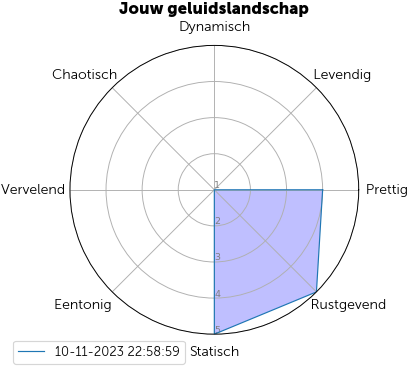 Jouw geluidslandschap
Dynamisch
Chaotisch
Levendig
Vervelend
1
Prettig
2
3
4
Eentonig
Rustgevend
5
10-11-2023 22:58:59
Statisch